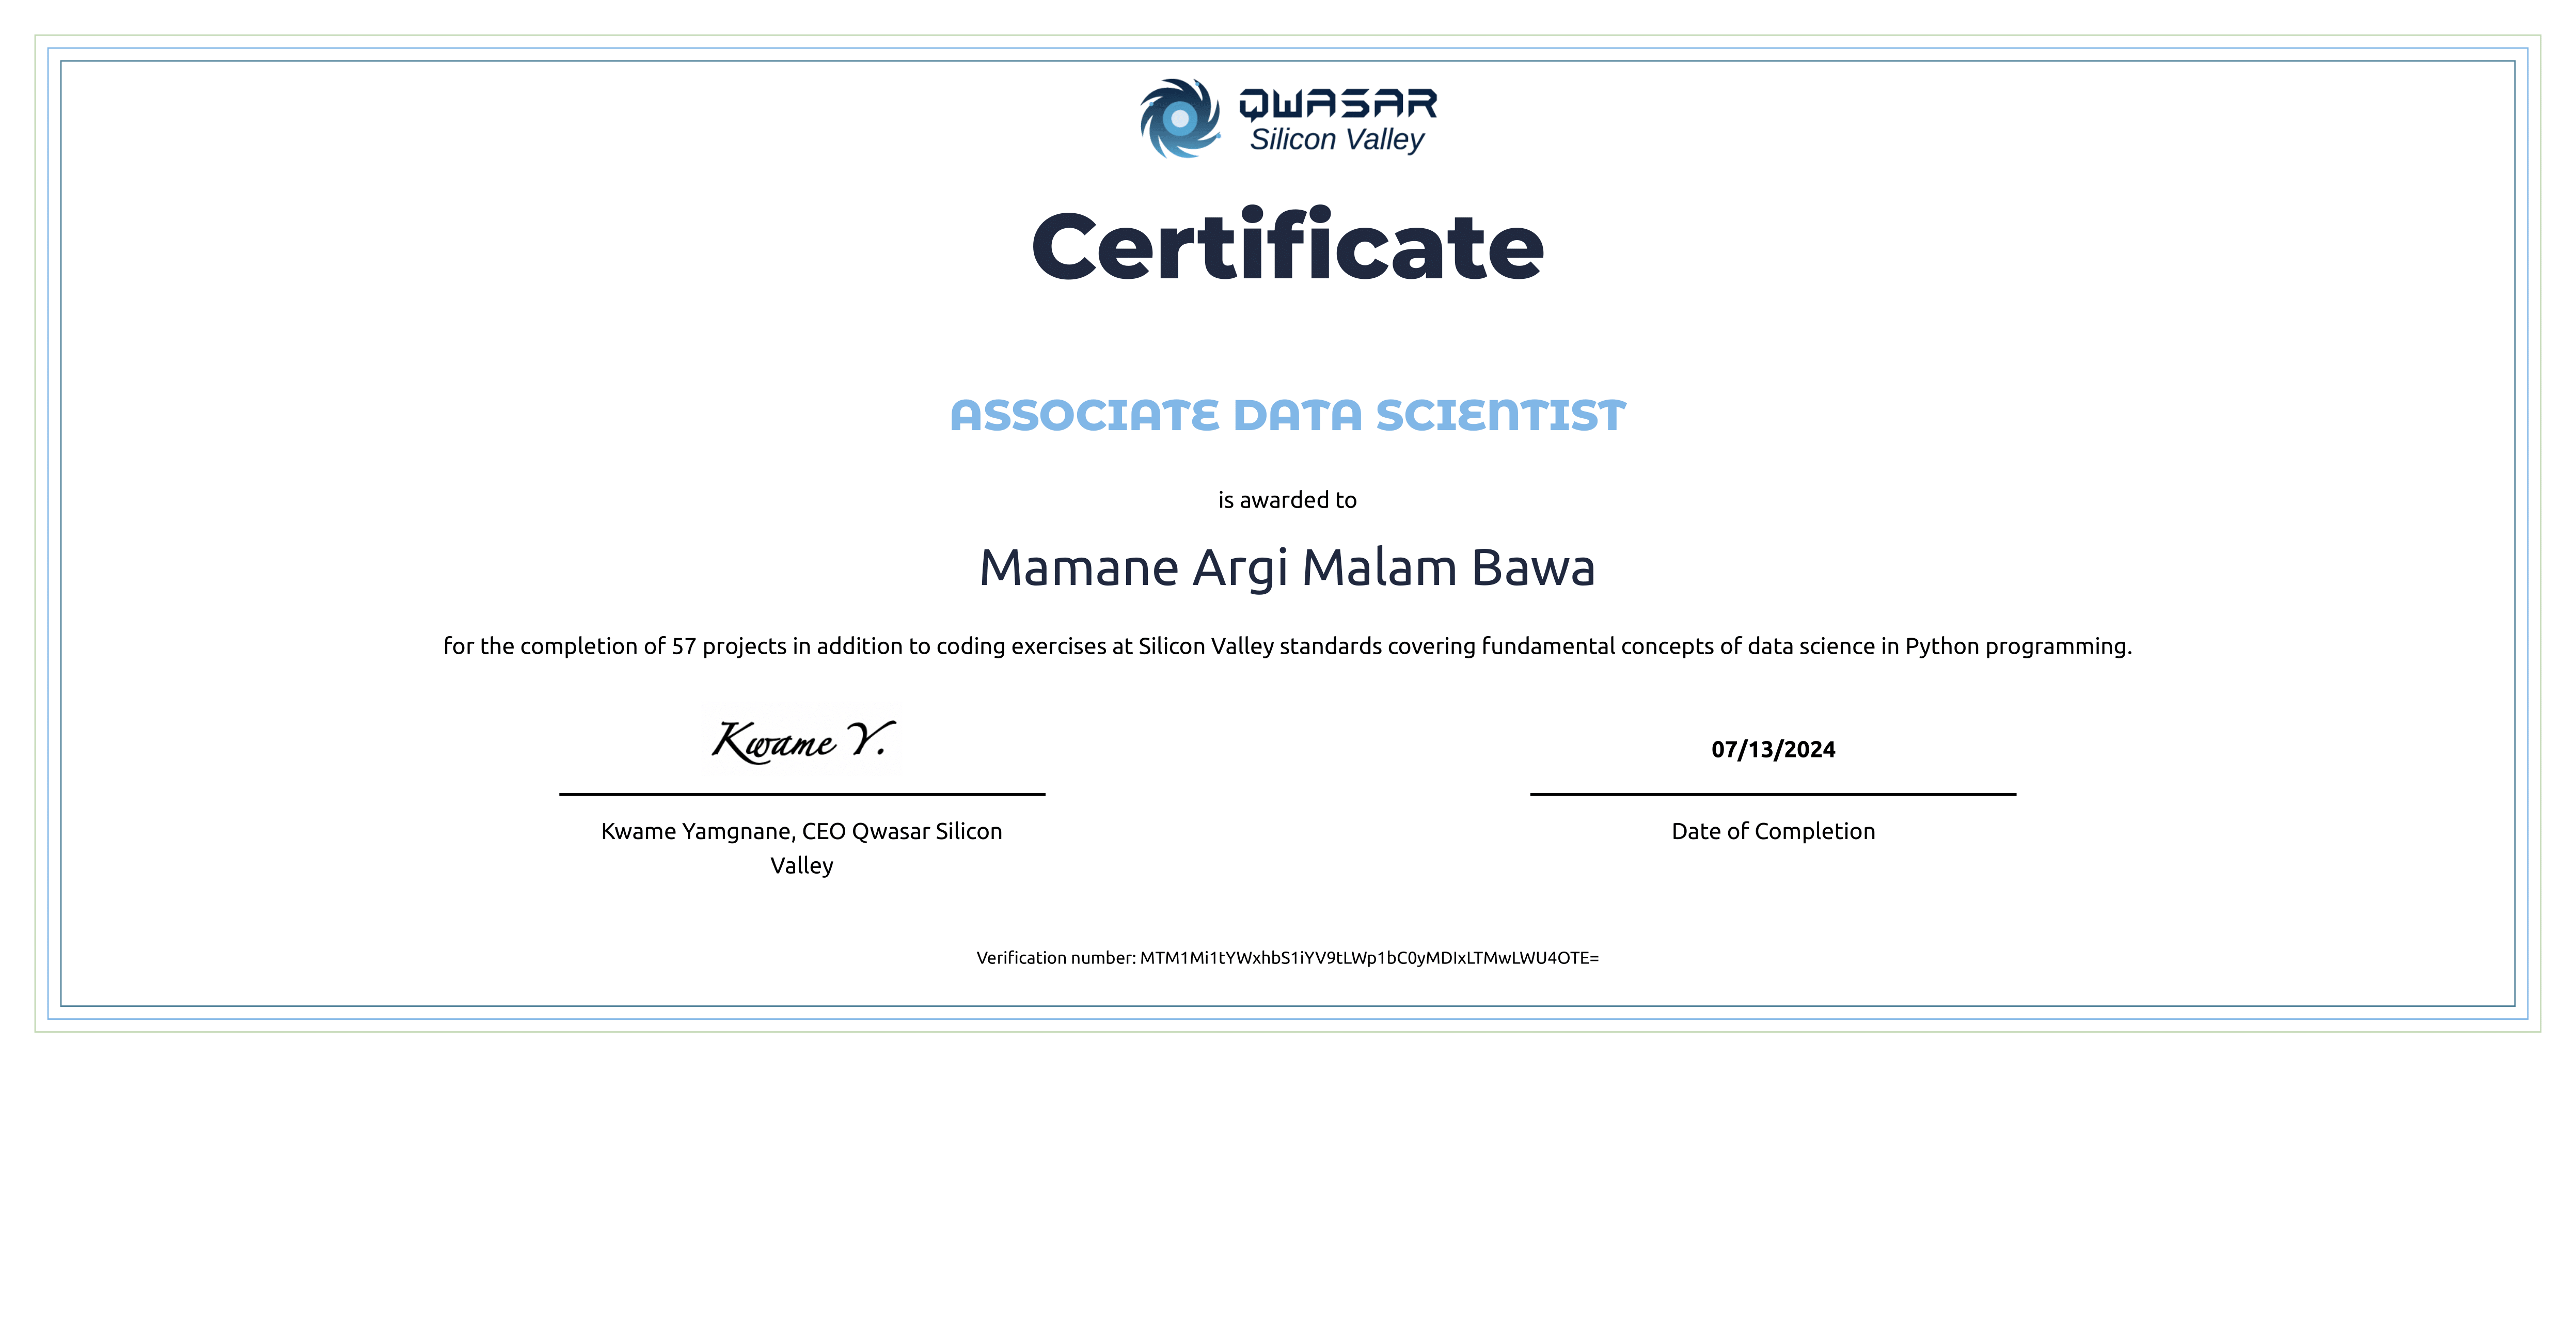 QWASAR
Silicon Valley
Certificate
ASSOCIATE DATA SCIENTIST
is awarded to
Mamane Argi Malam Bawa
for the completion of 57 projects in addition to coding exercises at Silicon Valley standards covering fundamental concepts of data science in Python programming.
Kwame Y.
07/13/2024
Kwame Yamgnane, CEO Qwasar Silicon
Valley
Date of Completion
Verification number: MTM1Mi1tYWxhbS1iYV9tLWp1bC0yMDIxLTMwLWU4OTE=